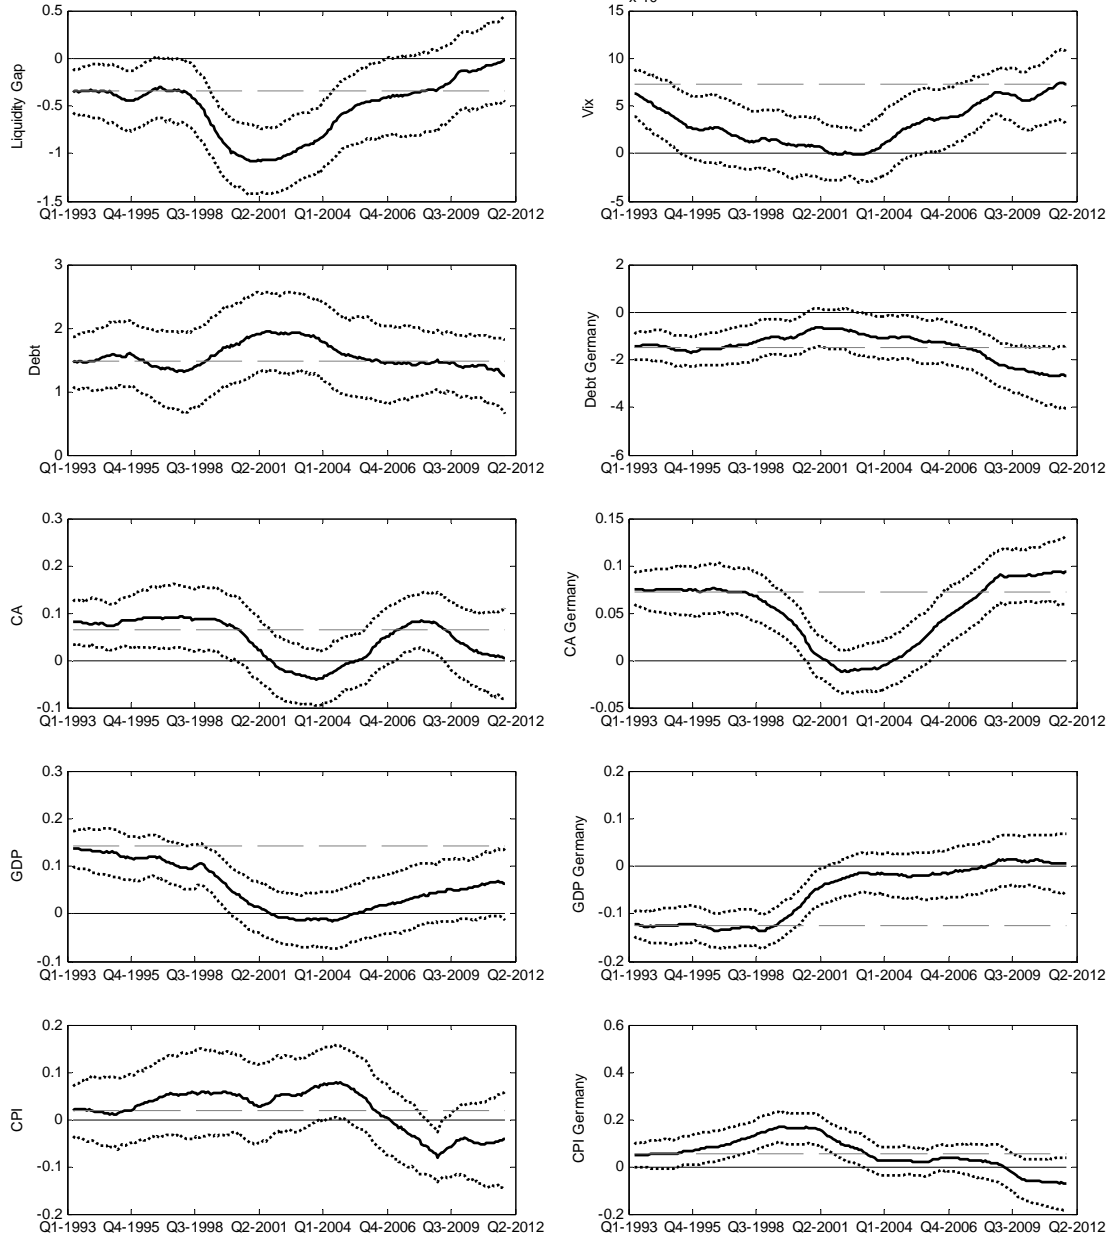 0.5
0
-0.5
-1
-1.5
Liquidity Gap
Q1-1993 Q4-1995 Q3-1998 Q2-2001 Q1-2004 Q4-2006 Q3-2009 Q2-2012
15
10
5
0
-5
Vix
Q1-1993 Q4-1995 Q3-1998 Q2-2001 Q1-2004 Q4-2006 Q3-2009 Q2-2012
3
2
1
0
Debt
Q1-1993 Q4-1995 Q3-1998 Q2-2001 Q1-2004 Q4-2006 Q3-2009 Q2-2012
2
0
-2
-4
-6
Debt Germany
Q1-1993 Q4-1995 Q3-1998 Q2-2001 Q1-2004 Q4-2006 Q3-2009 Q2-2012
0.3
0.2
0.1
0
-0.1
CA
Q1-1993 Q4-1995 Q3-1998 Q2-2001 Q1-2004 Q4-2006 Q3-2009 Q2-2012
0.15
0.1
0.05
0
-0.05
CA Germany
Q1-1993 Q4-1995 Q3-1998 Q2-2001 Q1-2004 Q4-2006 Q3-2009 Q2-2012
0.3
0.2
0.1
0
-0.1
GDP
Q1-1993 Q4-1995 Q3-1998 Q2-2001 Q1-2004 Q4-2006 Q3-2009 Q2-2012
0.2
0.1
0
-0.1
-0.2
GDP Germany
Q1-1993 Q4-1995 Q3-1998 Q2-2001 Q1-2004 Q4-2006 Q3-2009 Q2-2012
0.2
0.1
0
-0.1
-0.2
CPI
Q1-1993 Q4-1995 Q3-1998 Q2-2001 Q1-2004 Q4-2006 Q3-2009 Q2-2012
0.6
0.4
0.2
0
0.2
CPI Germany
Q1-1993 Q4-1995 Q3-1998 Q2-2001 Q1-2004 Q4-2006 Q3-2009 Q2-2012